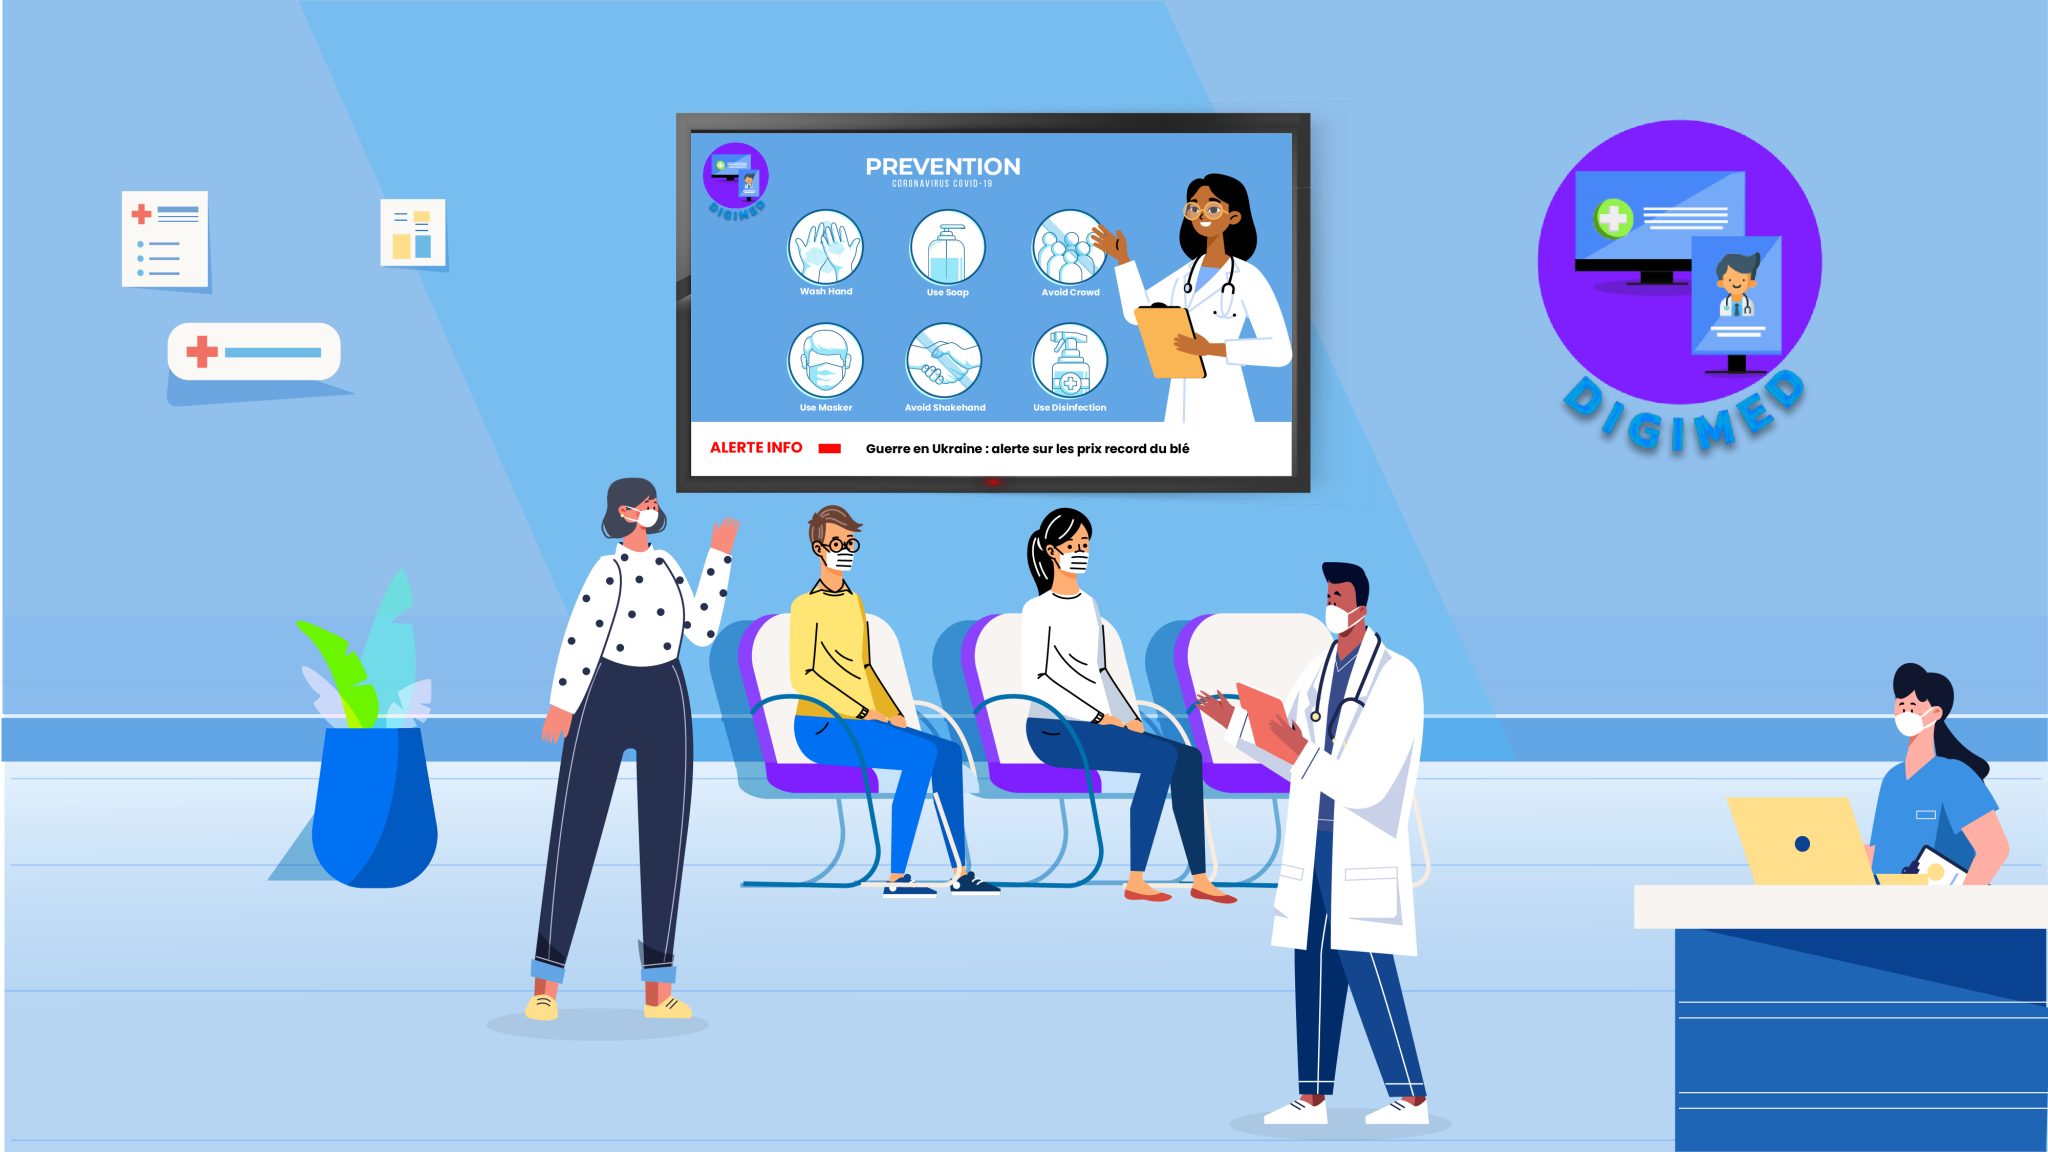 DIGIMED
PREVENTION
CORONAVIRUS COVID-19
Wash Hand
Use Soap
Avoid Crowd
Use Masker
Avoid Shakehand
Use Disinfection
ALERTE INFO
Guerre en Ukraine : alerte sur les prix record du blé
DIGIMED